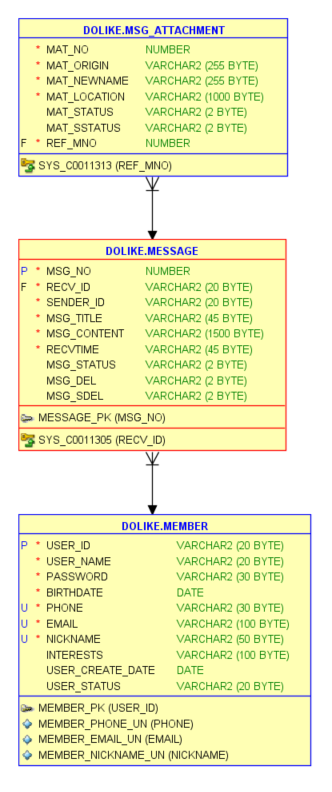 DOLIKE.MSG_ATTACHMENT
* MAT_NO NUMBER
* MAT_ORIGIN VARCHAR2 (255 BYTE)
* MAT_NEWNAME VARCHAR2 (255 BYTE)
* MAT_LOCATION VARCHAR2 (1000 BYTE)
MAT_STATUS VARCHAR2 (2 BYTE)
MAT_SSTATUS VARCHAR2 (2 BYTE)
F * REF_MNO NUMBER
SYS_C0011313 (REF_MNO)
DOLIKE.MESSAGE
P * MSG_NO NUMBER
F * RECV_ID VARCHAR2 (20 BYTE)
* SENDER_ID VARCHAR2 (20 BYTE)
* MSG_TITLE VARCHAR2 (45 BYTE)
* MSG_CONTENT VARCHAR2 (1500 BYTE)
* RECVTIME VARCHAR2 (45 BYTE)
MSG_STATUS VARCHAR2 (2 BYTE)
MSG_DEL VARCHAR2 (2 BYTE)
MSG_SDEL VARCHAR2 (2 BYTE)
MESSAGE_PK (MSG_NO)
SYS_C0011305 (RECV_ID)
DOLIKE.MEMBER
P * USER_ID VARCHAR2 (20 BYTE)
* USER_NAME VARCHAR2 (20 BYTE)
* PASSWORD VARCHAR2 (30 BYTE)
* BIRTHDATE DATE
U * PHONE VARCHAR2 (30 BYTE)
U * EMAIL VARCHAR2 (100 BYTE)
U * NICKNAME VARCHAR2 (50 BYTE)
INTERESTS VARCHAR2 (100 BYTE)
USER_CREATE_DATE DATE
USER_STATUS VARCHAR2 (20 BYTE)
MEMBER_PK (USER_ID)
MEMBER_PHONE_UN (PHONE)
MEMBER_EMAIL_UN (EMAIL)
MEMBER_NICKNAME_UN (NICKNAME)